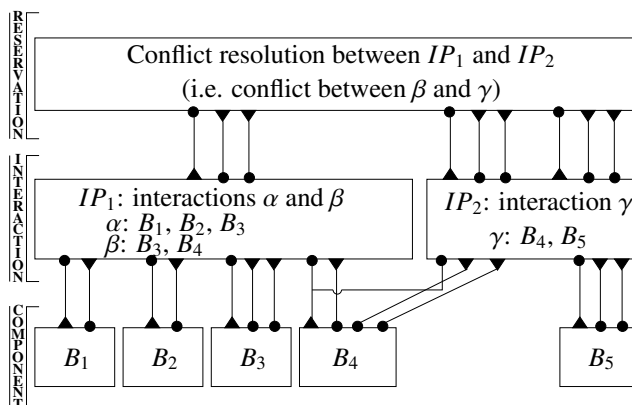 RESERVATION
Conflict resolution between IP₁ and IP₂
(i.e. conflict between β and γ)
INTERACTION
IP₁: interactions α and β
α: B₁, B₂, B₃
β: B₃, B₄
IP₂: interaction γ
γ: B₄, B₅
COMPONENT
B₁
B₂
B₃
B₄
B₅